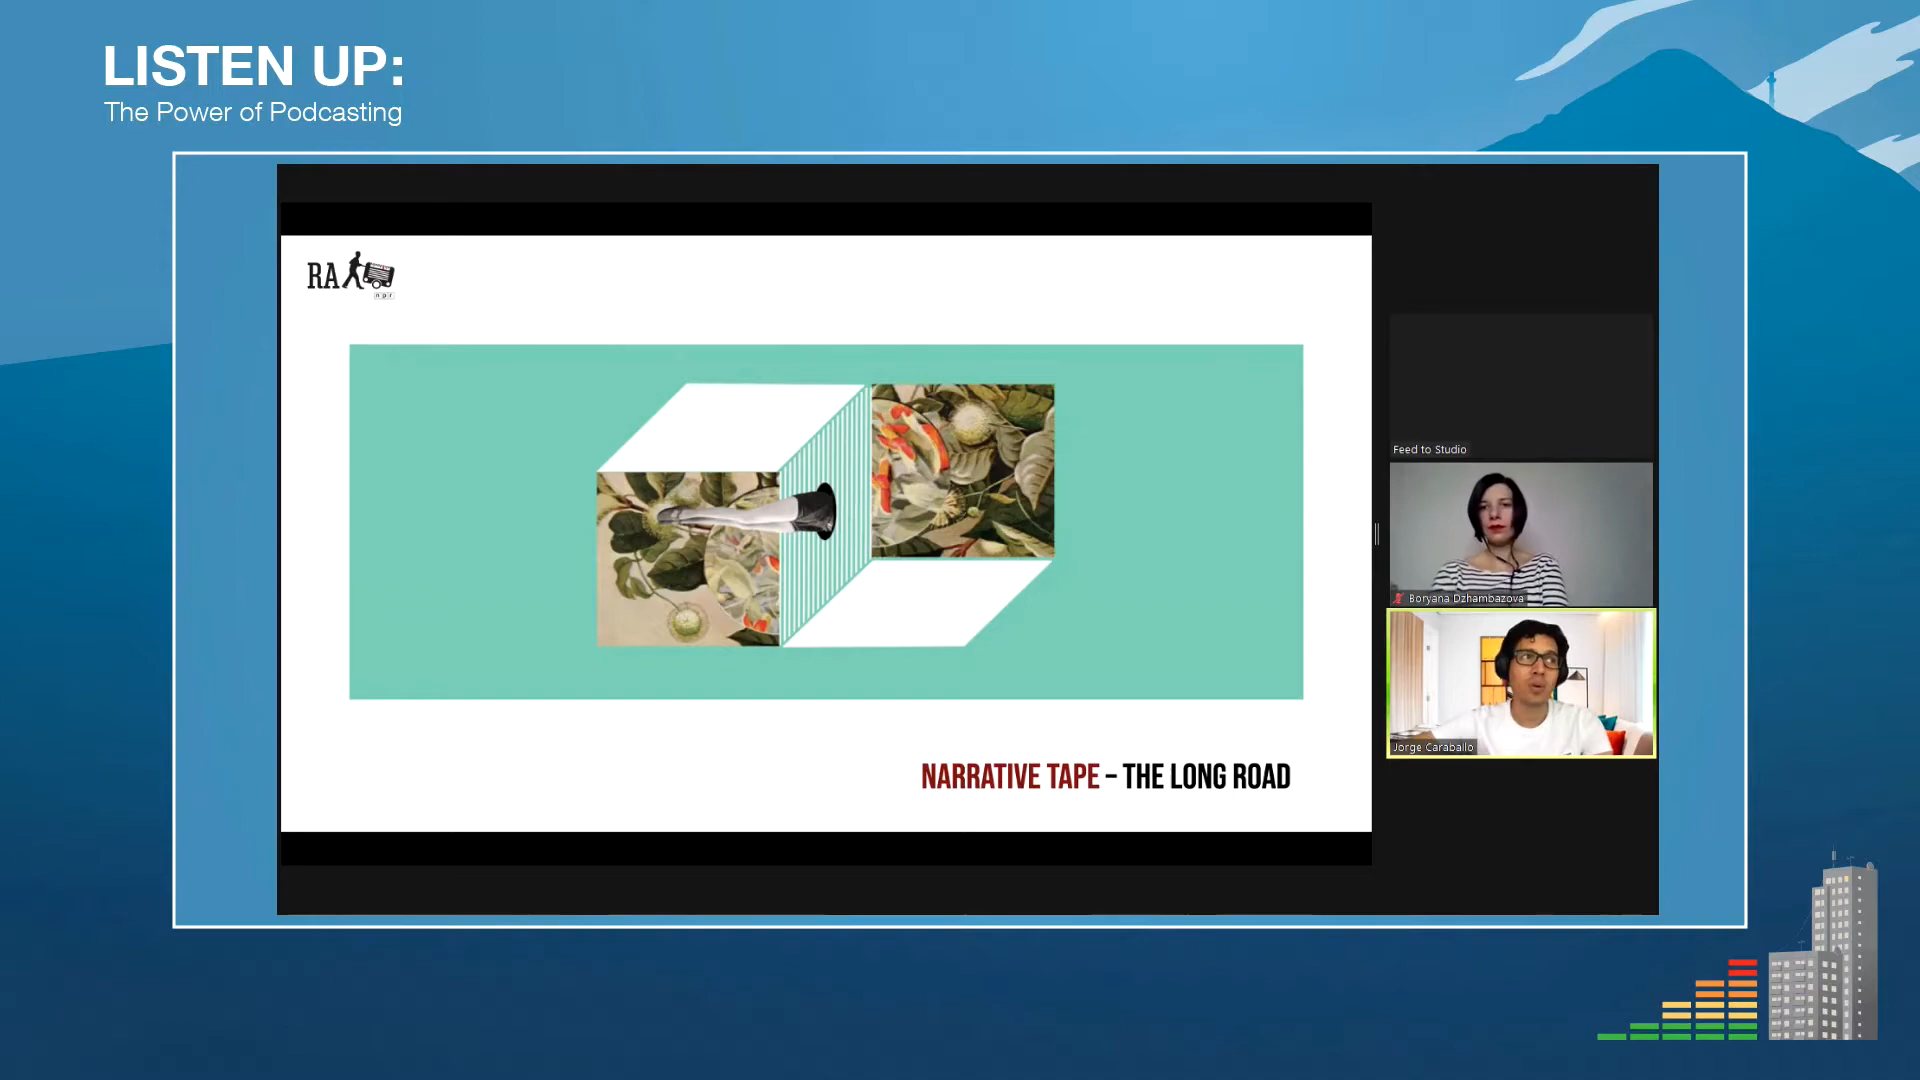 LISTEN UP:
The Power of Podcasting
RA
npr
NARRATIVE TAPE – THE LONG ROAD
Feed to Studio
Boryana Dzhambazova
Jorge Caraballo